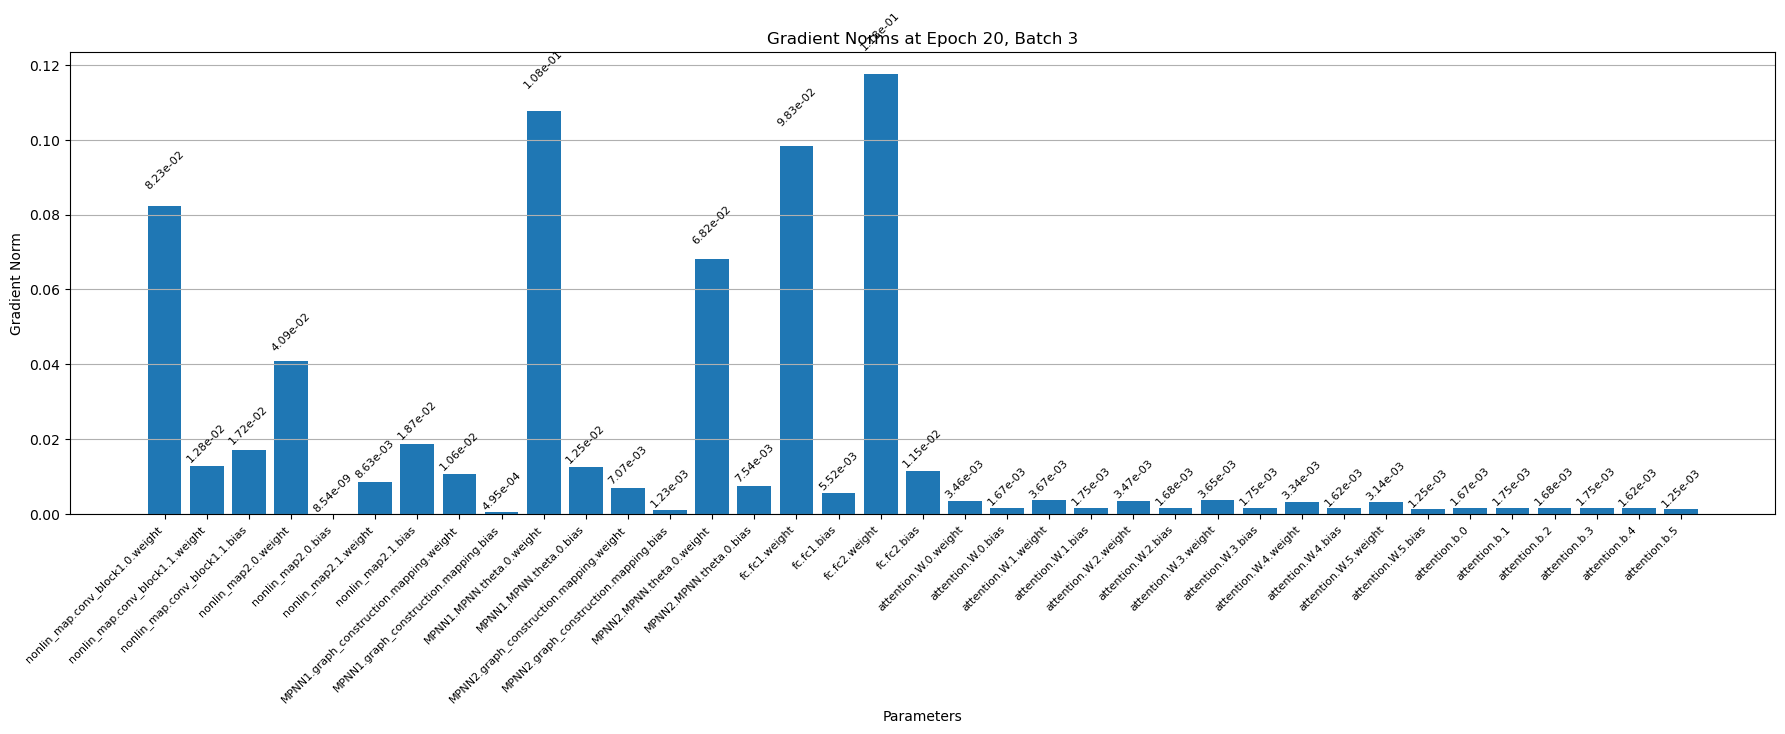 Gradient Norms at Epoch 20, Batch 3
Gradient Norm
0.12
0.10
0.08
0.06
0.04
0.02
0.00
8.23e-02
1.28e-02
1.72e-02
4.09e-02
8.54e-09
8.63e-03
1.87e-02
1.06e-02
4.95e-04
1.08e-01
1.25e-02
7.07e-03
1.23e-03
6.82e-02
7.54e-03
9.83e-02
5.52e-03
1.18e-01
1.15e-02
3.46e-03
1.67e-03
3.67e-03
1.75e-03
3.47e-03
1.68e-03
3.65e-03
1.75e-03
3.34e-03
1.62e-03
3.14e-03
1.25e-03
1.67e-03
1.75e-03
1.68e-03
1.75e-03
1.62e-03
1.25e-03
nonlin_map.conv_block1.0.weight
nonlin_map.conv_block1.1.weight
nonlin_map.conv_block1.1.bias
nonlin_map2.0.weight
nonlin_map2.0.bias
nonlin_map2.1.weight
nonlin_map2.1.bias
MPNN1.graph_construction.mapping.weight
MPNN1.graph_construction.mapping.bias
MPNN1.MPNN.theta.0.weight
MPNN1.MPNN.theta.0.bias
MPNN2.graph_construction.mapping.weight
MPNN2.graph_construction.mapping.bias
MPNN2.MPNN.theta.0.weight
MPNN2.MPNN.theta.0.bias
fc.fc1.weight
fc.fc1.bias
fc.fc2.weight
fc.fc2.bias
attention.W.0.weight
attention.W.0.bias
attention.W.1.weight
attention.W.1.bias
attention.W.2.weight
attention.W.2.bias
attention.W.3.weight
attention.W.3.bias
attention.W.4.weight
attention.W.4.bias
attention.W.5.weight
attention.W.5.bias
attention.b.0
attention.b.1
attention.b.2
attention.b.3
attention.b.4
attention.b.5
Parameters